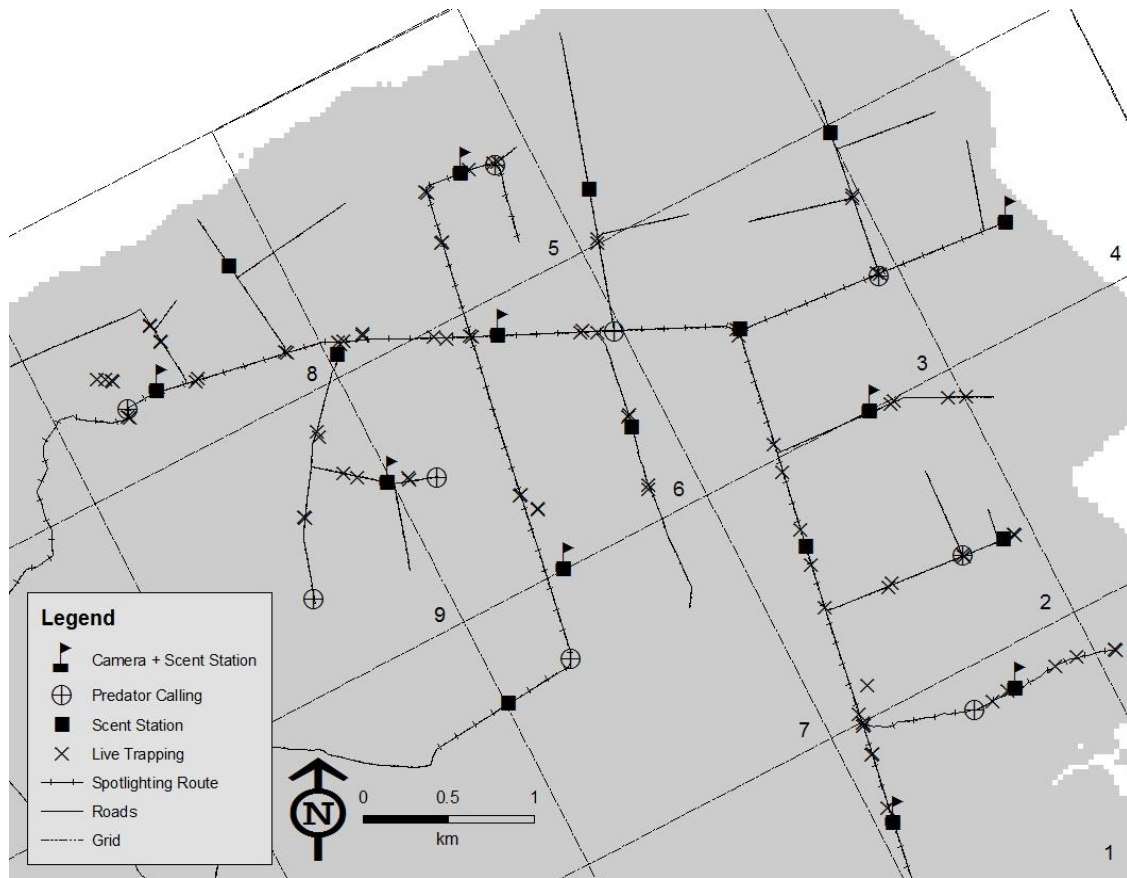 5
4
3
8
6
9
2
7
1
Legend
Camera + Scent Station
Predator Calling
Scent Station
Live Trapping
Spotlighting Route
Roads
Grid
N
0 0.5 1
km